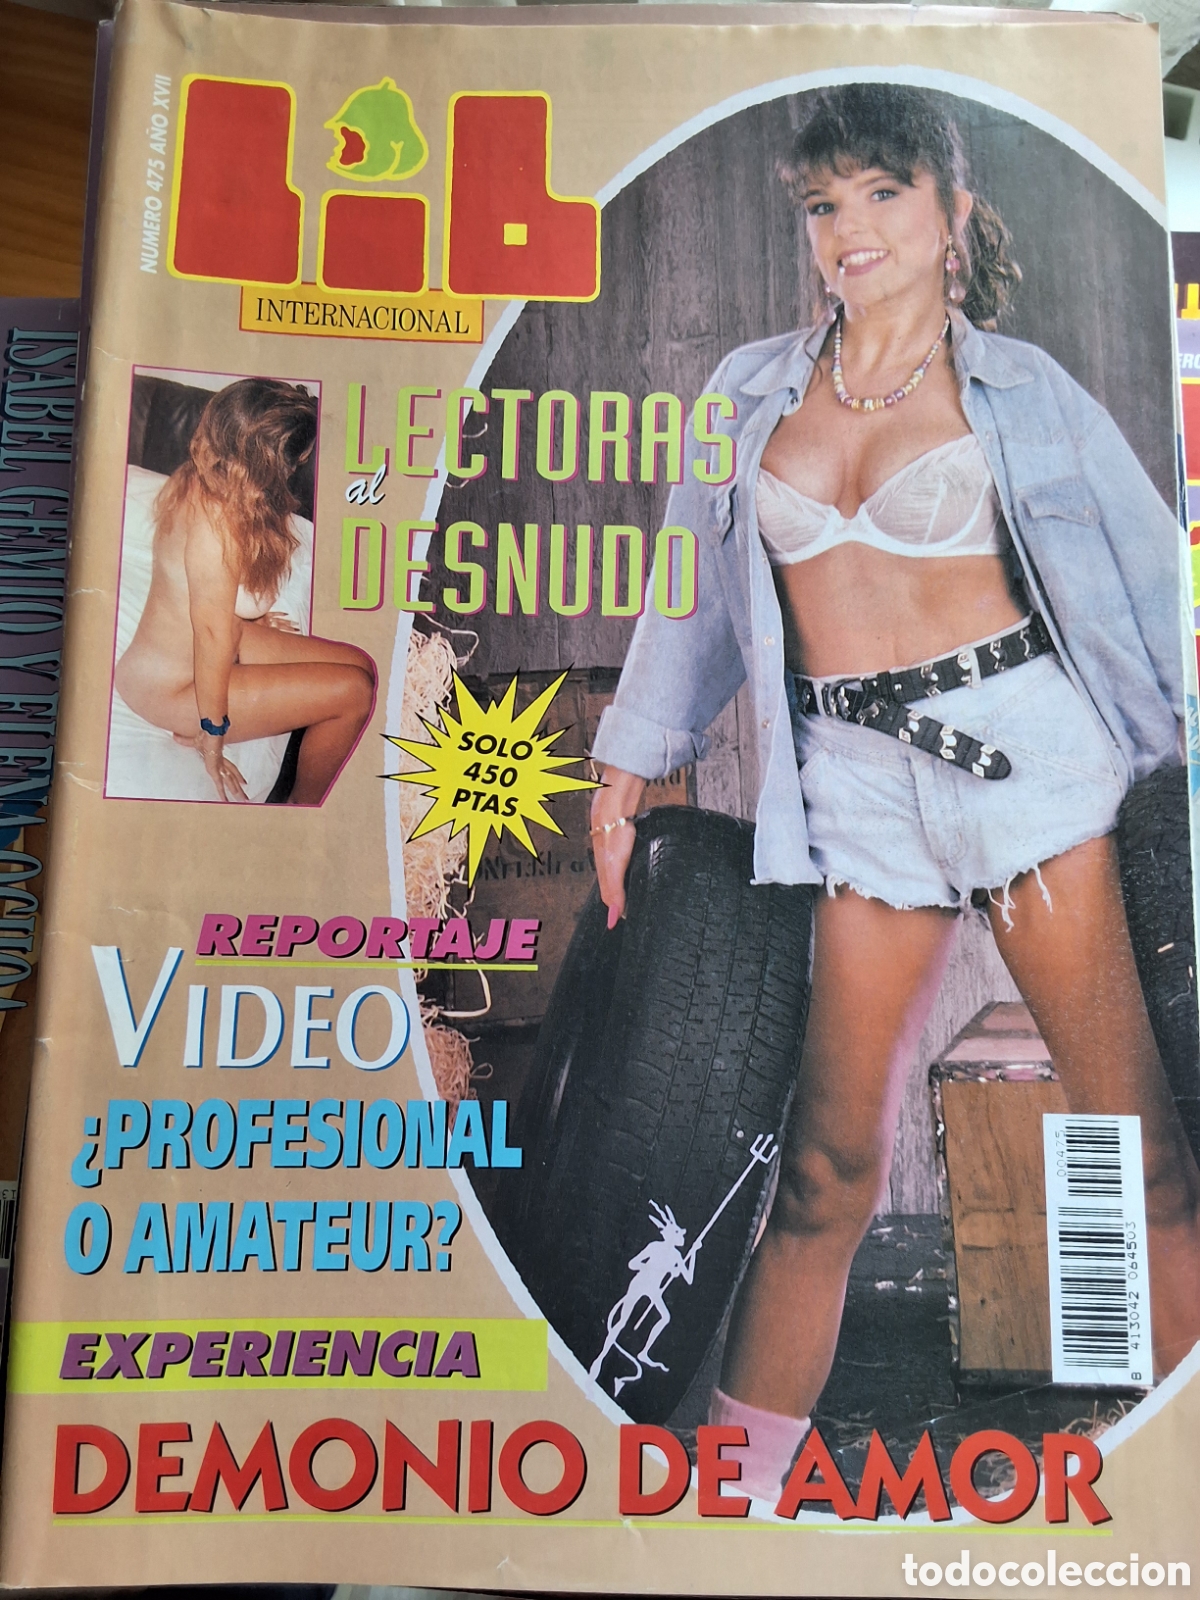 NUMERO 475 AÑO XVII
Lib
INTERNACIONAL
LECTORAS
al
DESNUDO
SOLO
450
PTAS
REPORTAJE
VIDEO
¿PROFESIONAL
O AMATEUR?
EXPERIENCIA
DEMONIO DE AMOR
00475
8 413042 064503
ISABEL GEMIO Y ELENA OCHOA
todocoleccion